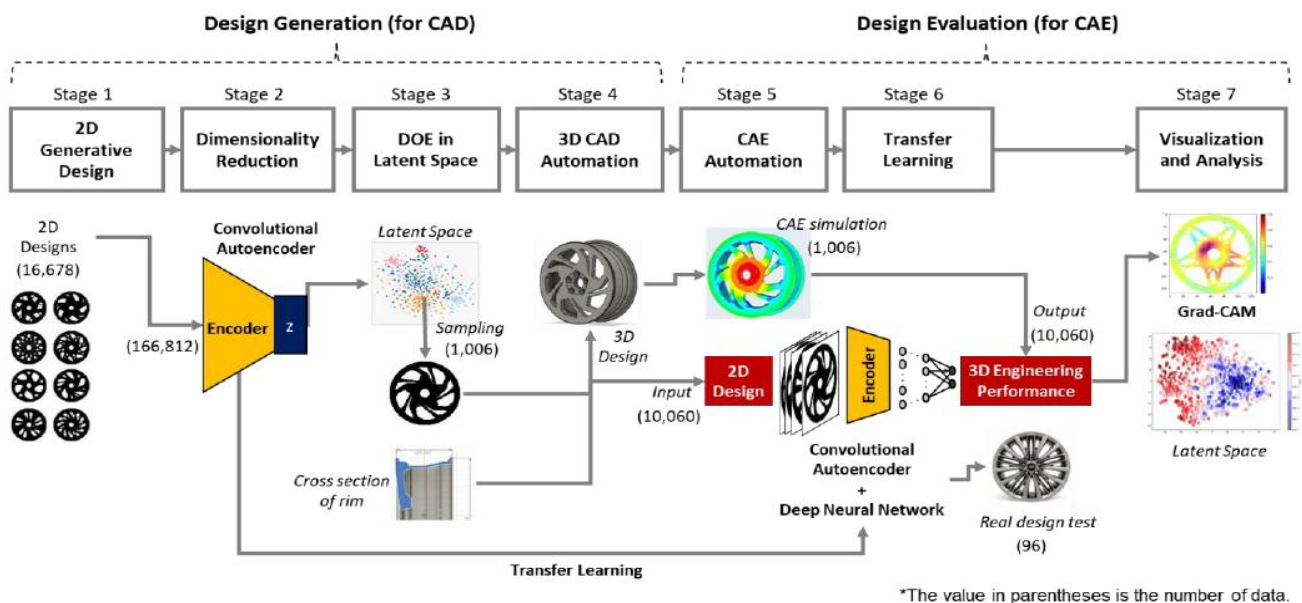 Design Generation (for CAD)
Design Evaluation (for CAE)
Stage 1
Stage 2
Stage 3
Stage 4
Stage 5
Stage 6
Stage 7
2D
Generative
Design
Dimensionality
Reduction
DOE in
Latent Space
3D CAD
Automation
CAE
Automation
Transfer
Learning
Visualization
and Analysis
2D
Designs
(16,678)
(166,812)
Convolutional
Autoencoder
Encoder
Z
Latent Space
Sampling
(1,006)
Cross section
of rim
3D
Design
CAE simulation
(1,006)
Input
(10,060)
2D
Design
Encoder
Output
(10,060)
3D Engineering
Performance
Convolutional
Autoencoder
+
Deep Neural Network
Real design test
(96)
Grad-CAM
Latent Space
Transfer Learning
*The value in parentheses is the number of data.